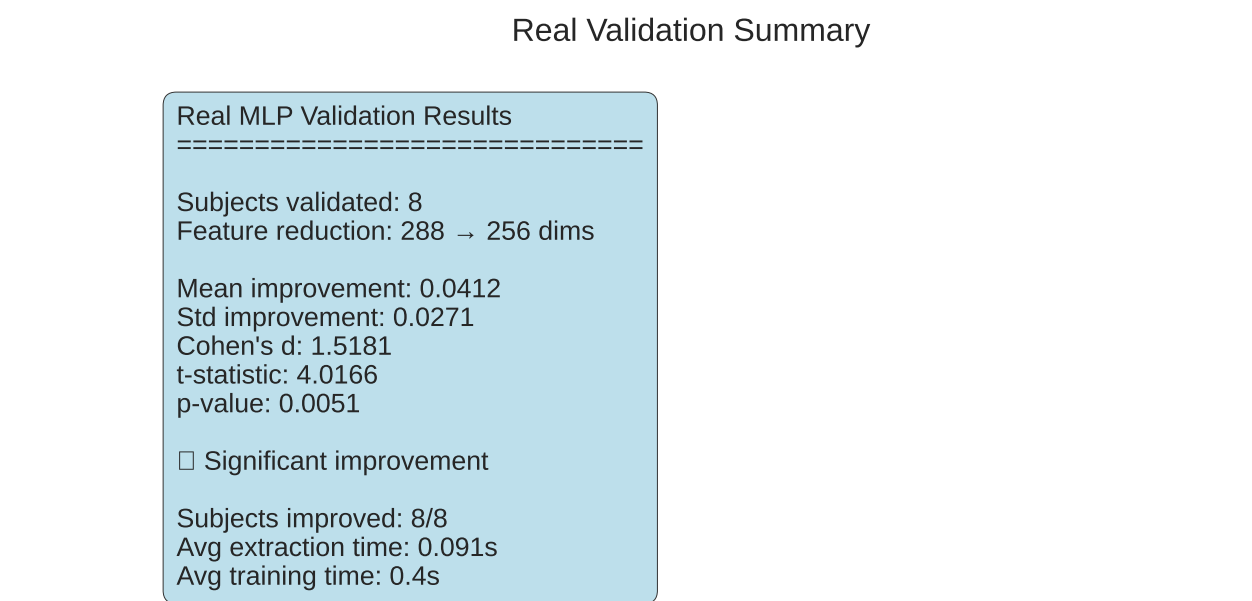 Real Validation Summary
Real MLP Validation Results
==============================
Subjects validated: 8
Feature reduction: 288 → 256 dims
Mean improvement: 0.0412
Std improvement: 0.0271
Cohen's d: 1.5181
t-statistic: 4.0166
p-value: 0.0051
▯ Significant improvement
Subjects improved: 8/8
Avg extraction time: 0.091s
Avg training time: 0.4s